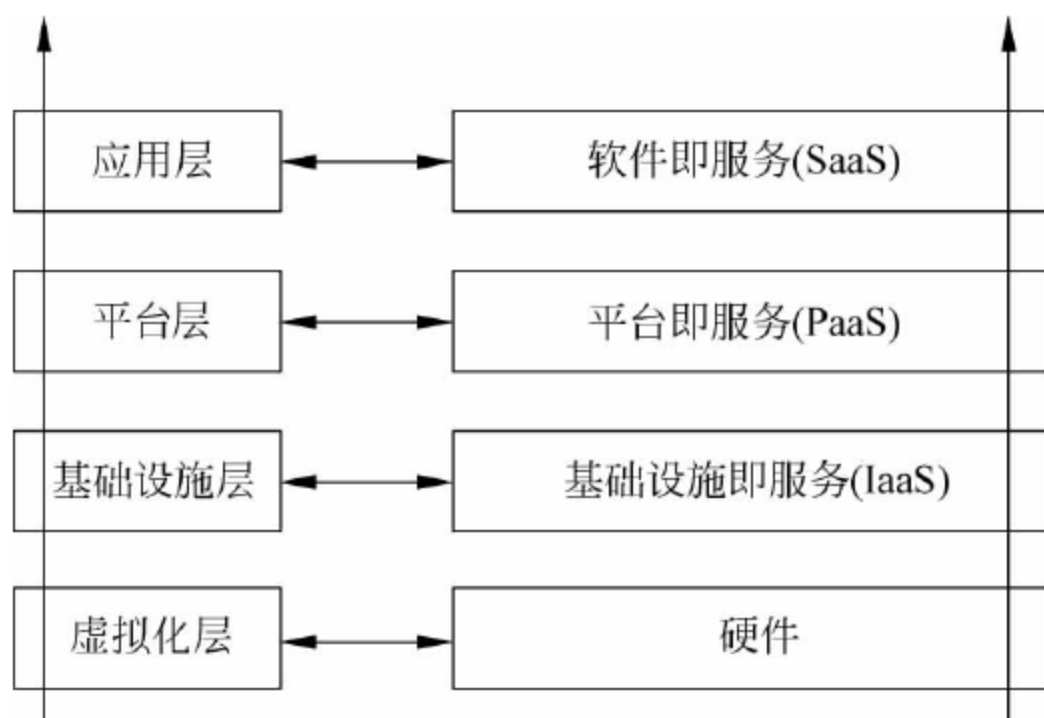 应用层
软件即服务(SaaS)
平台层
平台即服务(PaaS)
基础设施层
基础设施即服务(IaaS)
虚拟化层
硬件